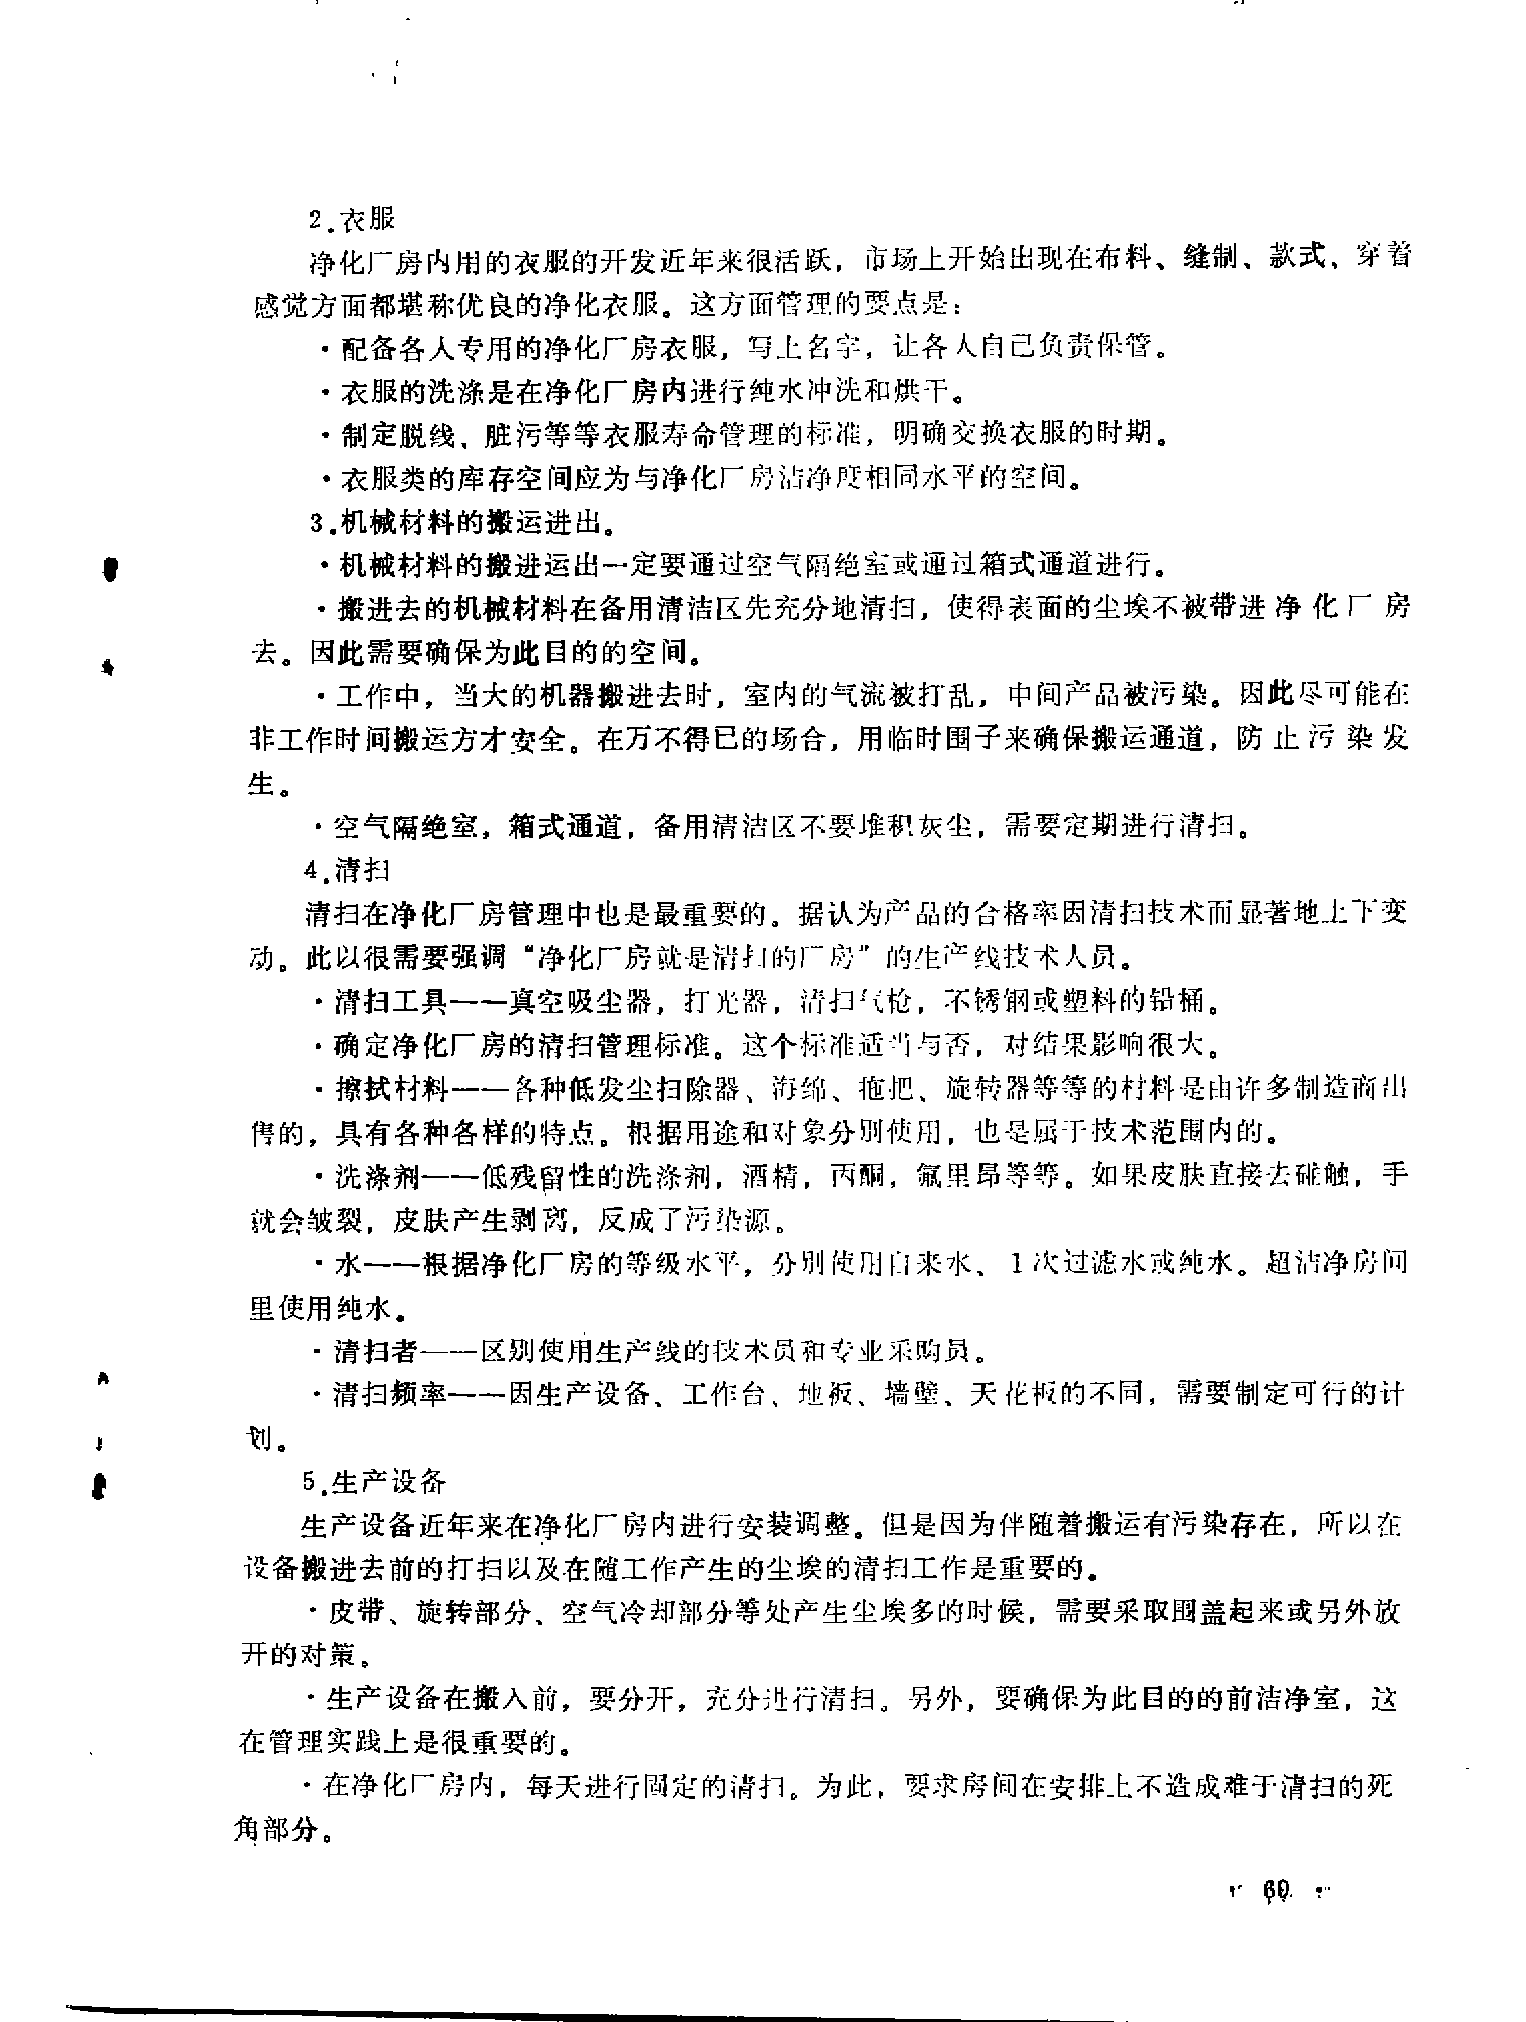 2.衣服
净化厂房内用的衣服的开发近年来很活跃，市场上开始出现在布料、缝制、款式、穿着
感觉方面都堪称优良的净化衣服。这方面管理的要点是：
·配备各人专用的净化厂房衣服，写上名字，让各人自己负责保管。
·衣服的洗涤是在净化厂房内进行纯水冲洗和烘干。
·制定脱线、脏污等等衣服寿命管理的标准，明确交换衣服的时期。
·衣服类的库存空间应为与净化厂房洁净度相同水平的空间。
3.机械材料的搬运进出。
·机械材料的搬进运出一定要通过空气隔绝室或通过箱式通道进行。
·搬进去的机械材料在备用清洁区先充分地清扫，使得表面的尘埃不被带进净化厂房
去。因此需要确保为此目的的空间。
·工作中，当大的机器搬进去时，室内的气流被打乱，中间产品被污染。因此尽可能在
非工作时间搬运方才安全。在万不得已的场合，用临时围子来确保搬运通道，防止污染发
生。
·空气隔绝室，箱式通道，备用清洁区不要堆积灰尘，需要定期进行清扫。
4.清扫
清扫在净化厂房管理中也是最重要的。据认为产品的合格率因清扫技术而显著地上下变
动。此以很需要强调“净化厂房就是清扫的厂房”的生产线技术人员。
·清扫工具——真空吸尘器，打光器，清扫气枪，不锈钢或塑料的铅桶。
·确定净化厂房的清扫管理标准。这个标准适当与否，对结果影响很大。
·擦拭材料——各种低发尘扫除器、海绵、拖把、旋转器等等的材料是由许多制造商出
售的，具有各种各样的特点。根据用途和对象分别使用，也是属于技术范围内的。
·洗涤剂——低残留性的洗涤剂，酒精，丙酮，氟里昂等等。如果皮肤直接去碰触，手
就会皱裂，皮肤产生剥离，反成了污染源。
·水——根据净化厂房的等级水平，分别使用自来水、1次过滤水或纯水。超洁净房间
里使用纯水。
·清扫者——区别使用生产线的技术员和专业采购员。
·清扫频率——因生产设备、工作台、地板、墙壁、天花板的不同，需要制定可行的计
划。
5.生产设备
生产设备近年来在净化厂房内进行安装调整。但是因为伴随着搬运有污染存在，所以在
设备搬进去前的打扫以及在随工作产生的尘埃的清扫工作是重要的。
·皮带、旋转部分、空气冷却部分等处产生尘埃多的时候，需要采取围盖起来或另外放
开的对策。
·生产设备在搬入前，要分开，充分进行清扫。另外，要确保为此目的的前洁净室，这
在管理实践上是很重要的。
·在净化厂房内，每天进行固定的清扫。为此，要求房间在安排上不造成难于清扫的死
角部分。